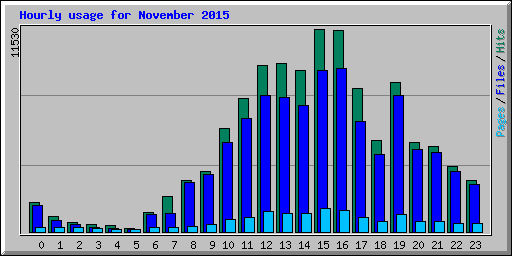 Hourly usage for November 2015
11530
Pages / Files / Hits
0 1 2 3 4 5 6 7 8 9 10 11 12 13 14 15 16 17 18 19 20 21 22 23